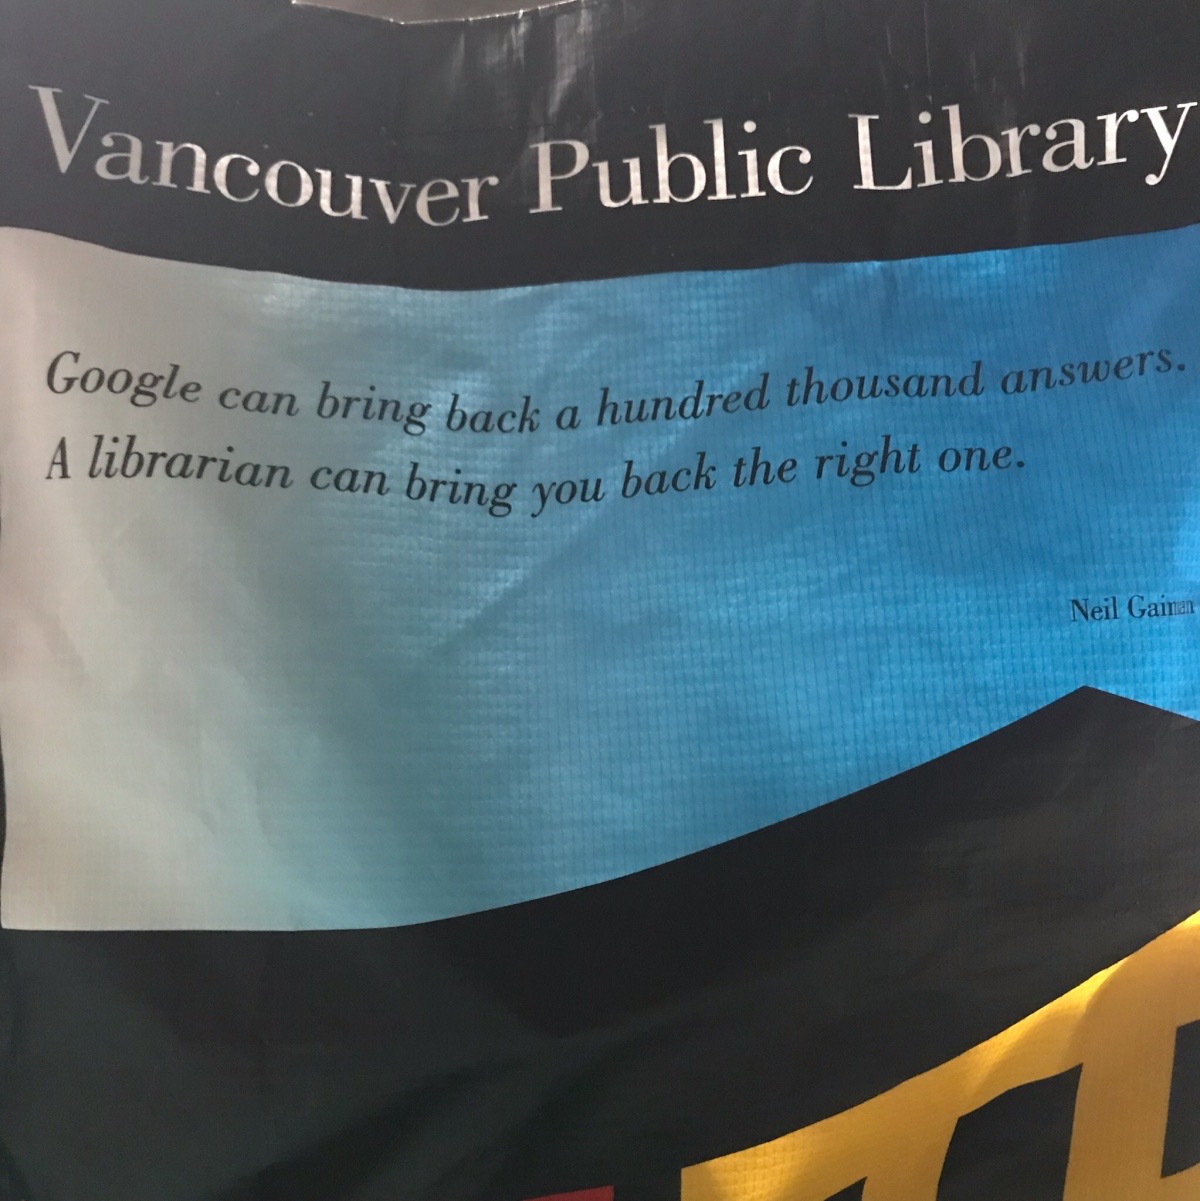 Vancouver Public Library
Google can bring back a hundred thousand answers.
A librarian can bring you back the right one.
Neil Gaiman